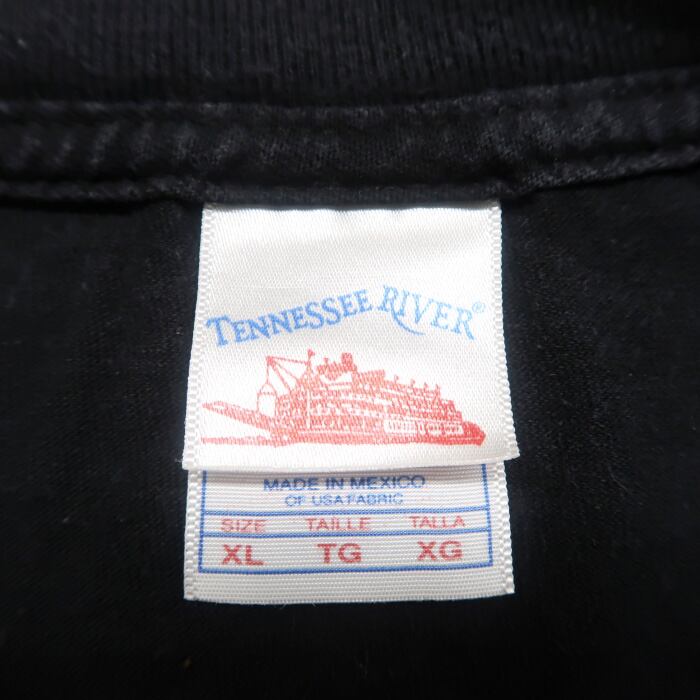 TENNESSEE RIVER®
MADE IN MEXICO
OF USA FABRIC
SIZE TAILLE TALLA
XL TG XG